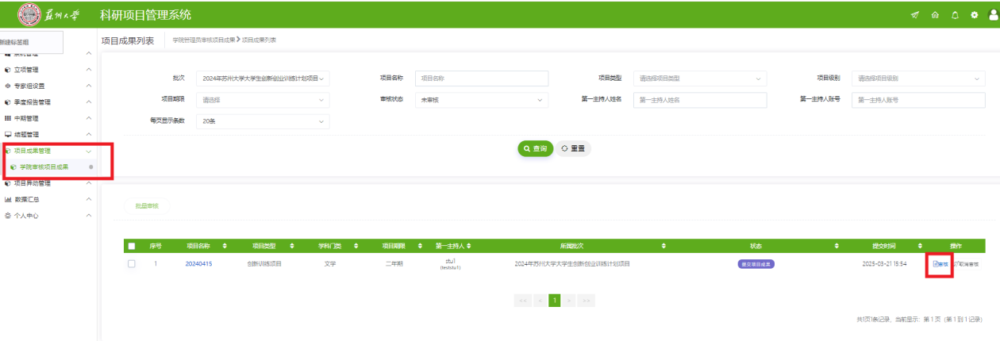 蘇州大学
科研项目管理系统
新建标签组
系统管理
立项管理
专家组设置
季度报告管理
中期管理
结题管理
项目成果管理
学院审核项目成果
项目异动管理
数据汇总
个人中心
项目成果列表
学院管理员审核项目成果 > 项目成果列表
批次 2024年苏州大学大学生创新创业训练计划项目 项目名称 项目名称 项目类型 请选择项目类型 项目级别 请选择项目级别
项目期限 请选择 审核状态 未审核 第一主持人姓名 第一主持人姓名 第一主持人账号 第一主持人账号
每页显示条数 20条
查询 重置
批量审核
序号 项目名称 项目类型 学科门类 项目期限 第一主持人 所属批次 状态 提交时间 操作
1 20240415 创新训练项目 文学 二年期 stu1 2024年苏州大学大学生创新创业训练计划项目 提交项目成果 2025-03-21 15:54 审核 取消审核
(teststu1)
<< < 1 > >>
共1页1条记录，当前显示：第 1 页（第 1 到 1 记录）